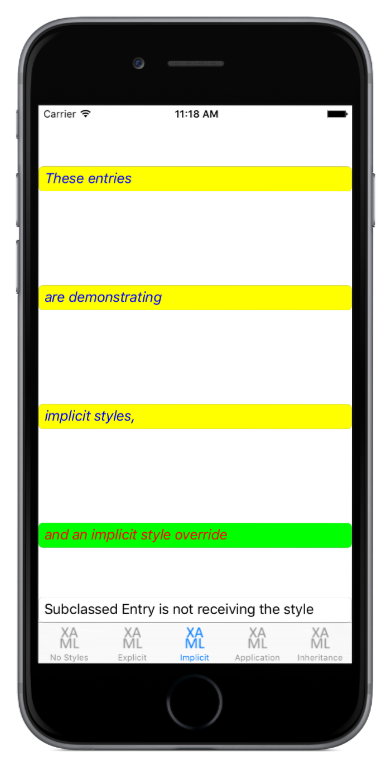 Carrier 11:18 AM
These entries
are demonstrating
implicit styles,
and an implicit style override
Subclassed Entry is not receiving the style
XA XA XA XA XA
ML ML ML ML ML
No Styles Explicit Implicit Application Inheritance